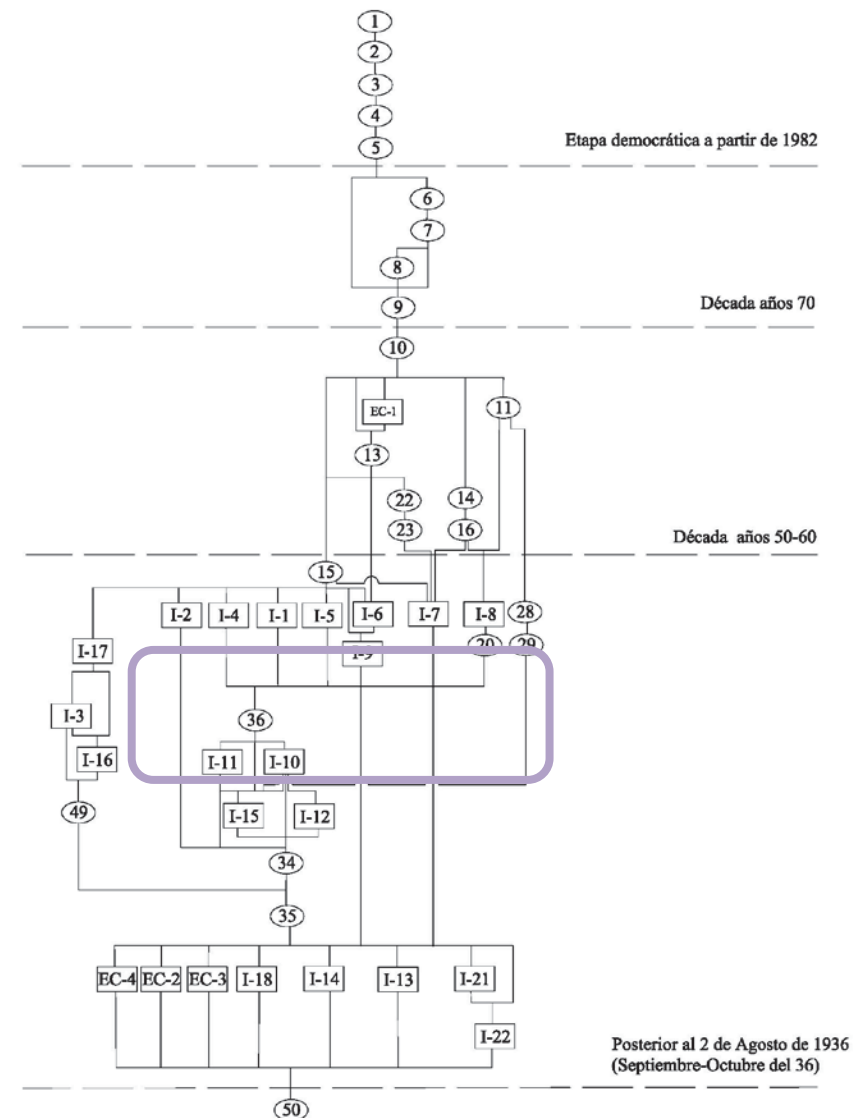 1
2
3
4
5
Etapa democrática a partir de 1982
6
7
8
9
Década años 70
10
EC-1
11
13
22
14
23
16
Década años 50-60
15
I-2
I-4
I-1
I-5
I-6
I-7
I-8
28
20
29
I-17
I-9
I-3
36
I-16
I-11
I-10
49
I-15
I-12
34
35
EC-4
EC-2
EC-3
I-18
I-14
I-13
I-21
I-22
Posterior al 2 de Agosto de 1936
(Septiembre-Octubre del 36)
50